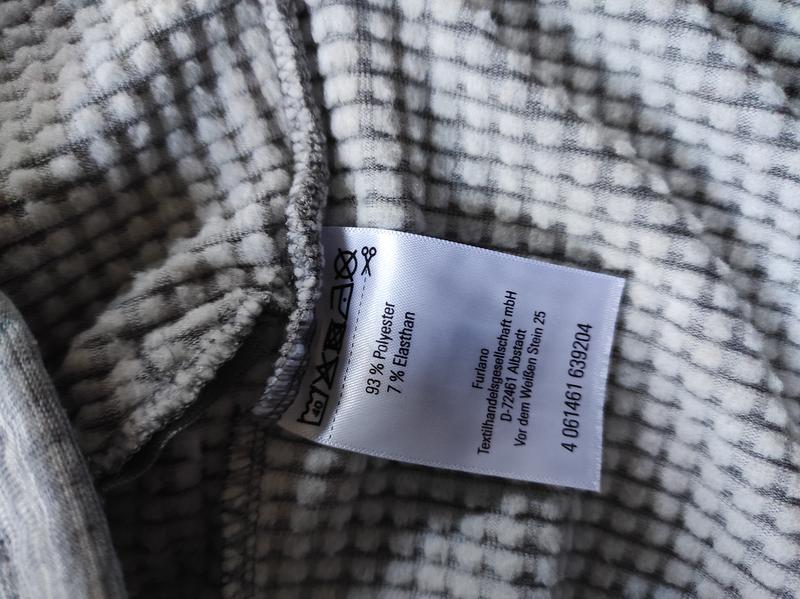 40
93 % Polyester
7 % Elasthan
Furlano
Textilhandelsgesellschaft mbH
D-72461 Albstadt
Vor dem Weißen Stein 25
4 061461 639204